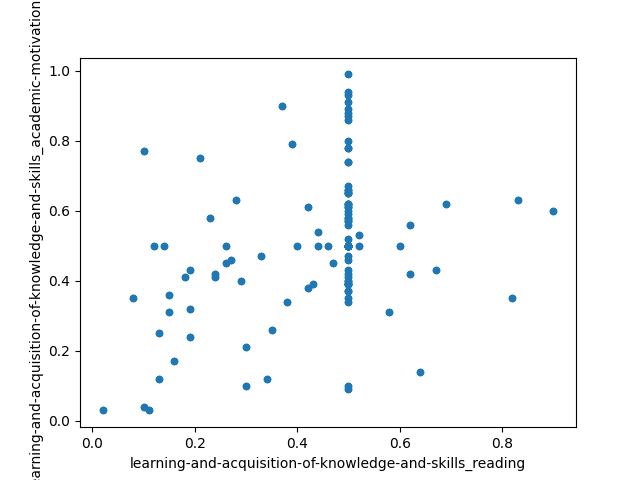 1.0
0.8
0.6
0.4
0.2
0.0
0.0 0.2 0.4 0.6 0.8
learning-and-acquisition-of-knowledge-and-skills_reading
earning-and-acquisition-of-knowledge-and-skills_academic-motivation